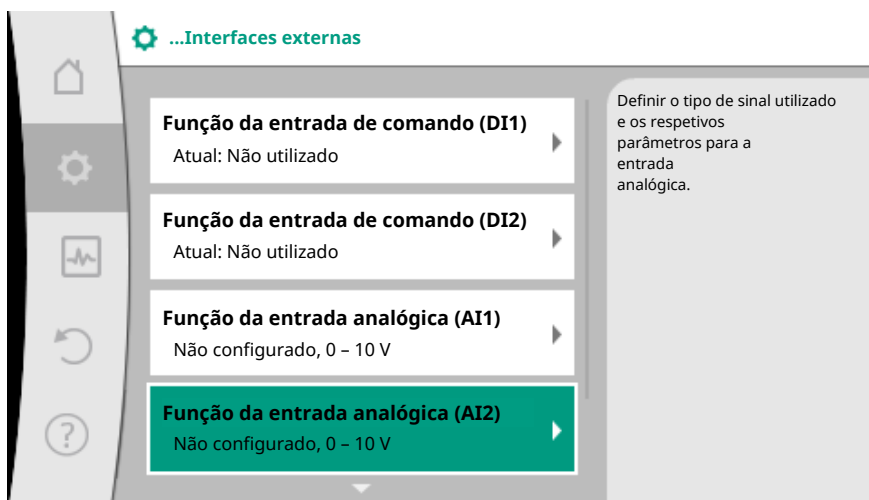 ...Interfaces externas
Função da entrada de comando (DI1)
Atual: Não utilizado
Função da entrada de comando (DI2)
Atual: Não utilizado
Função da entrada analógica (AI1)
Não configurado, 0 – 10 V
Função da entrada analógica (AI2)
Não configurado, 0 – 10 V
Definir o tipo de sinal utilizado
e os respetivos
parâmetros para a
entrada
analógica.